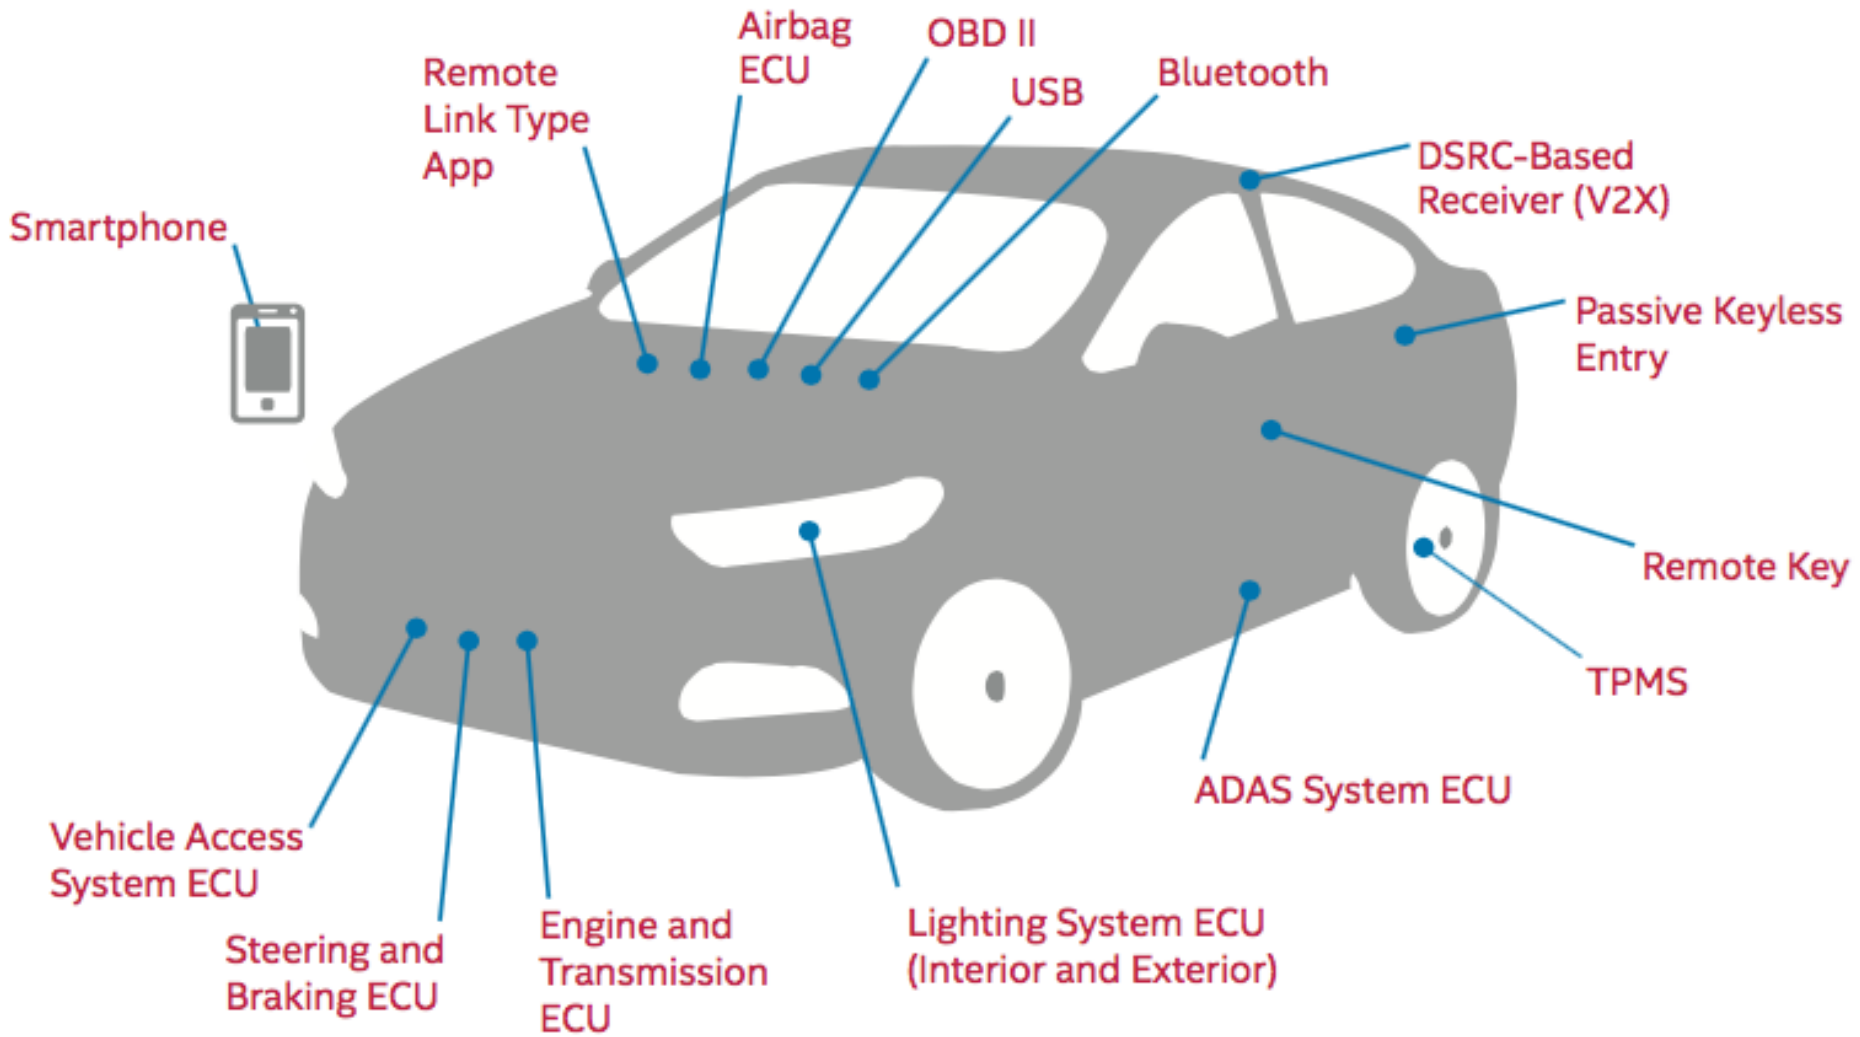 Airbag
ECU
OBD II
Remote
Link Type
App
USB
Bluetooth
DSRC-Based
Receiver (V2X)
Smartphone
Passive Keyless
Entry
Remote Key
TPMS
ADAS System ECU
Vehicle Access
System ECU
Steering and
Braking ECU
Engine and
Transmission
ECU
Lighting System ECU
(Interior and Exterior)